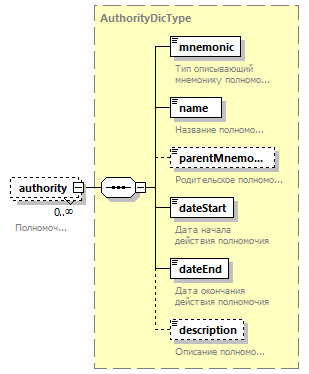 AuthorityDicType
mnemonic
Тип описывающий
мнемонику полномо...
name
Название полномо...
parentMnemo...
Родительское полномо...
authority
0..∞
Полномоч...
dateStart
Дата начала
действия полномочия
dateEnd
Дата окончания
действия полномочия
description
Описание полномо...